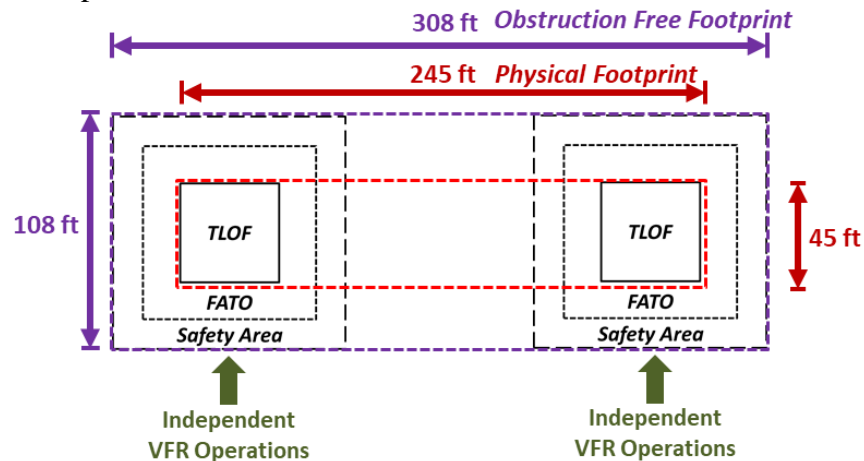 308 ft Obstruction Free Footprint
245 ft Physical Footprint
108 ft
TLOF
FATO
Safety Area
TLOF
FATO
Safety Area
45 ft
Independent
VFR Operations
Independent
VFR Operations